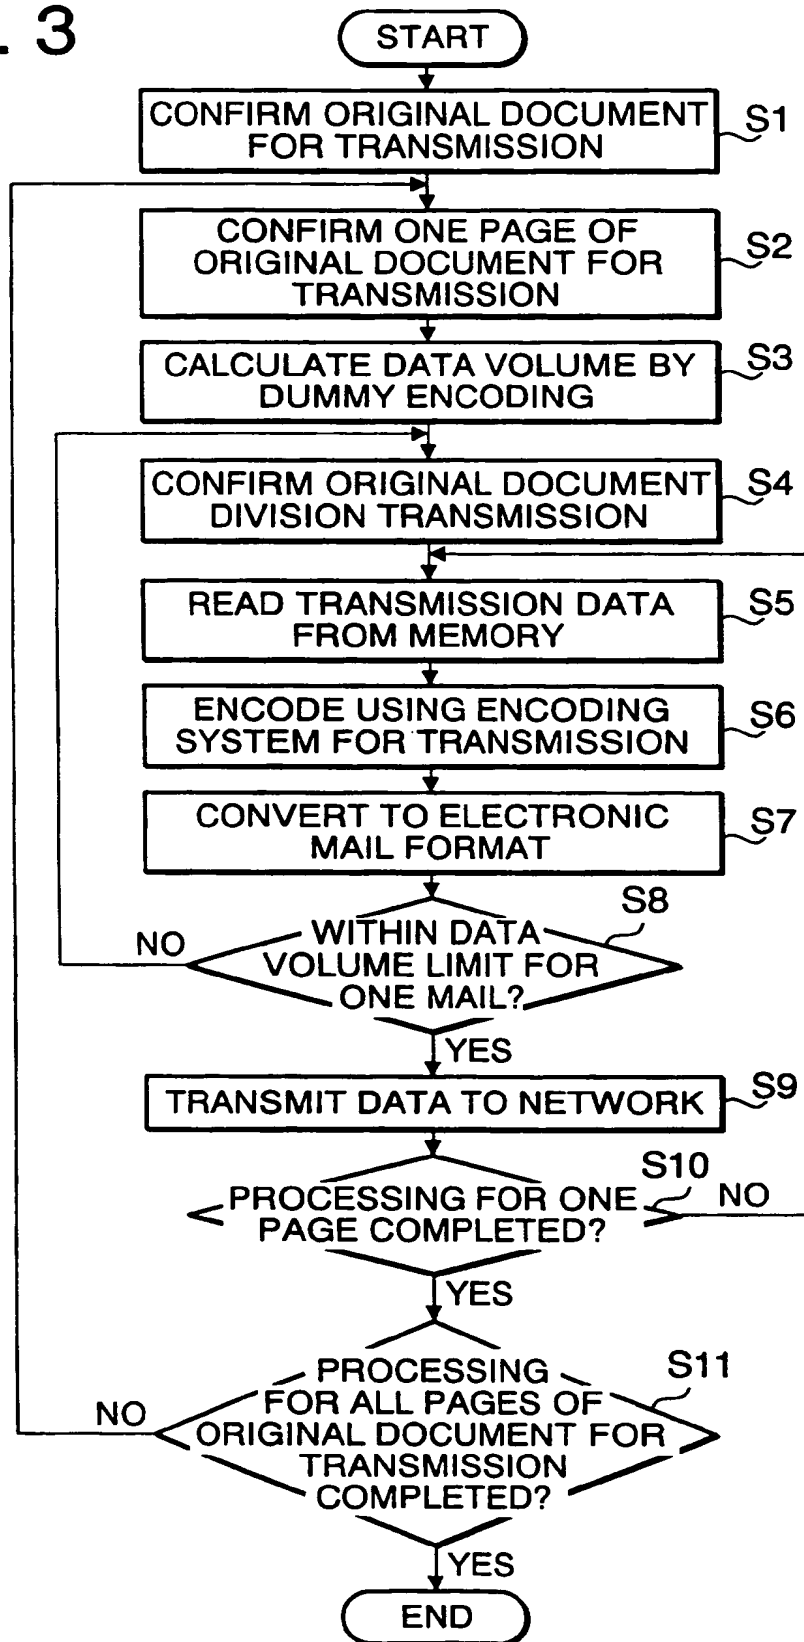 . 3
START
CONFIRM ORIGINAL DOCUMENT
FOR TRANSMISSION
S1
CONFIRM ONE PAGE OF
ORIGINAL DOCUMENT FOR
TRANSMISSION
S2
CALCULATE DATA VOLUME BY
DUMMY ENCODING
S3
CONFIRM ORIGINAL DOCUMENT
DIVISION TRANSMISSION
S4
READ TRANSMISSION DATA
FROM MEMORY
S5
ENCODE USING ENCODING
SYSTEM FOR TRANSMISSION
S6
CONVERT TO ELECTRONIC
MAIL FORMAT
S7
S8
NO
WITHIN DATA
VOLUME LIMIT FOR
ONE MAIL?
YES
TRANSMIT DATA TO NETWORK
S9
S10
PROCESSING FOR ONE
PAGE COMPLETED?
NO
YES
S11
PROCESSING
FOR ALL PAGES OF
ORIGINAL DOCUMENT FOR
TRANSMISSION
COMPLETED?
NO
YES
END